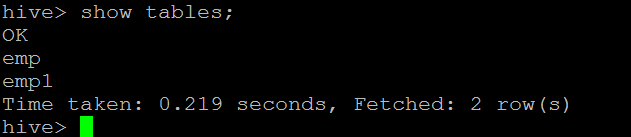 hive> show tables;
OK
emp
emp1
Time taken: 0.219 seconds, Fetched: 2 row(s)
hive>